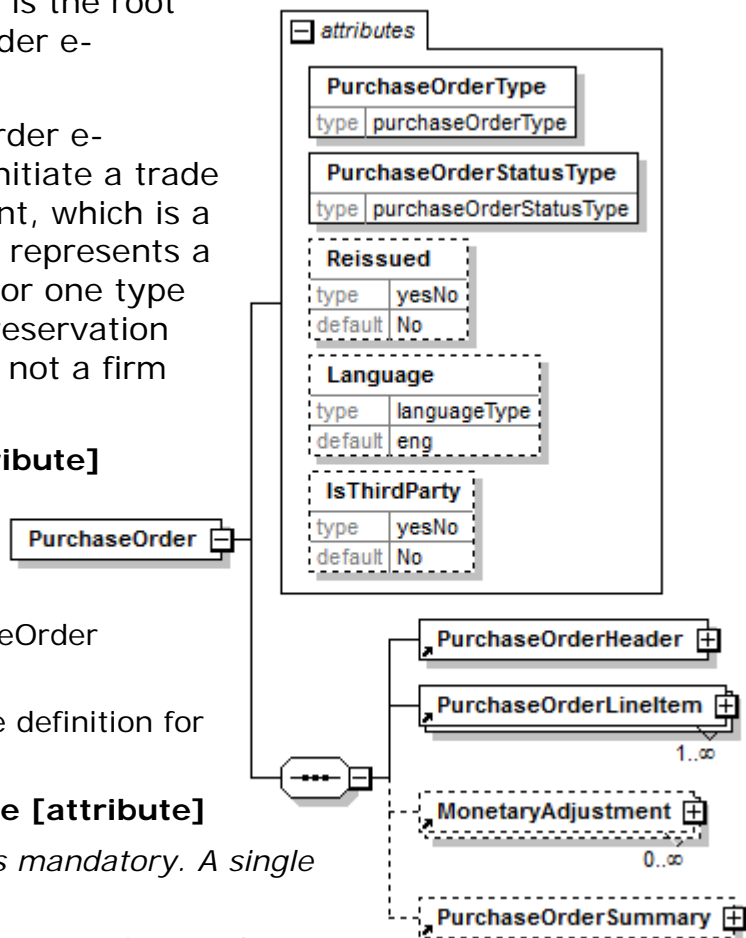 is the root
der e-
rder e-
nitiate a trade
nt, which is a
represents a
or one type
reservation
not a firm
ribute]
eOrder
e definition for
e [attribute]
s mandatory. A single
attributes
PurchaseOrderType
type purchaseOrderType
PurchaseOrderStatusType
type purchaseOrderStatusType
Reissued
type yesNo
default No
Language
type languageType
default eng
IsThirdParty
type yesNo
default No
PurchaseOrder
PurchaseOrderHeader
PurchaseOrderLineItem
1..∞
MonetaryAdjustment
0..∞
PurchaseOrderSummary